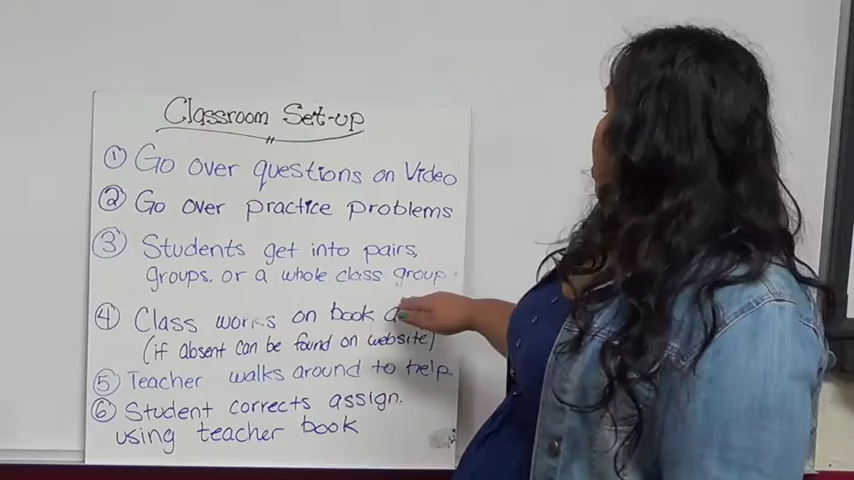 Classroom Set-up
① Go over questions on Video
② Go over practice problems
③ Students get into pairs,
groups, or a whole class group.
④ Class works on book
(if absent can be found on website)
⑤ Teacher walks around to help.
⑥ Student corrects assign.
using teacher book